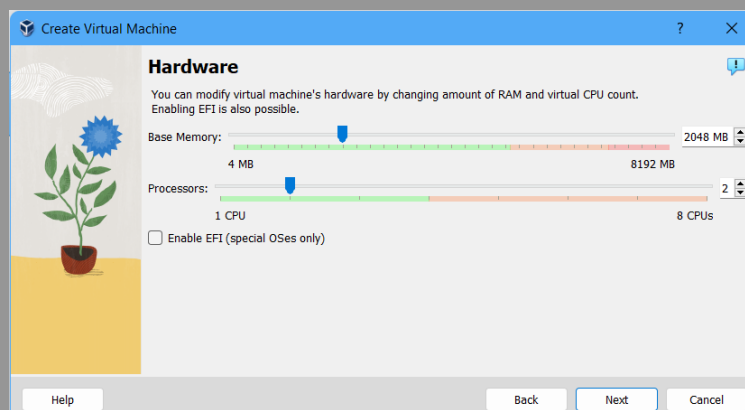 Create Virtual Machine ? ×
Hardware
You can modify virtual machine's hardware by changing amount of RAM and virtual CPU count.
Enabling EFI is also possible.
Base Memory: 2048 MB
4 MB 8192 MB
Processors: 2
1 CPU 8 CPUs
Enable EFI (special OSes only)
Help Back Next Cancel